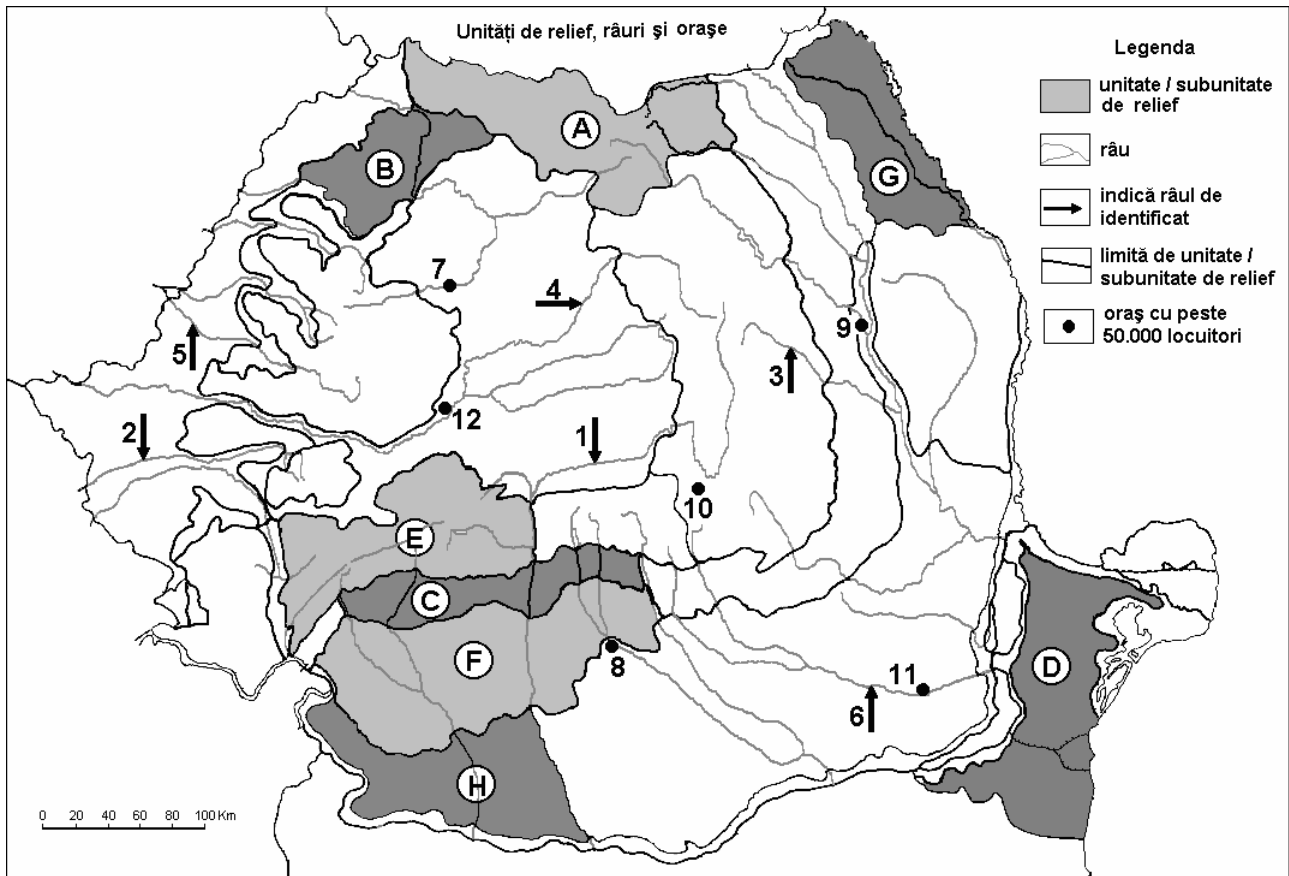 Unități de relief, râuri și orașe
Legenda
unitate / subunitate
de relief
râu
indică râul de
identificat
limită de unitate /
subunitate de relief
oraș cu peste
50.000 locuitori
A
B
G
7
4
9
5
3
12
2
1
10
E
C
F
8
D
11
6
H
0 20 40 60 80 100 Km